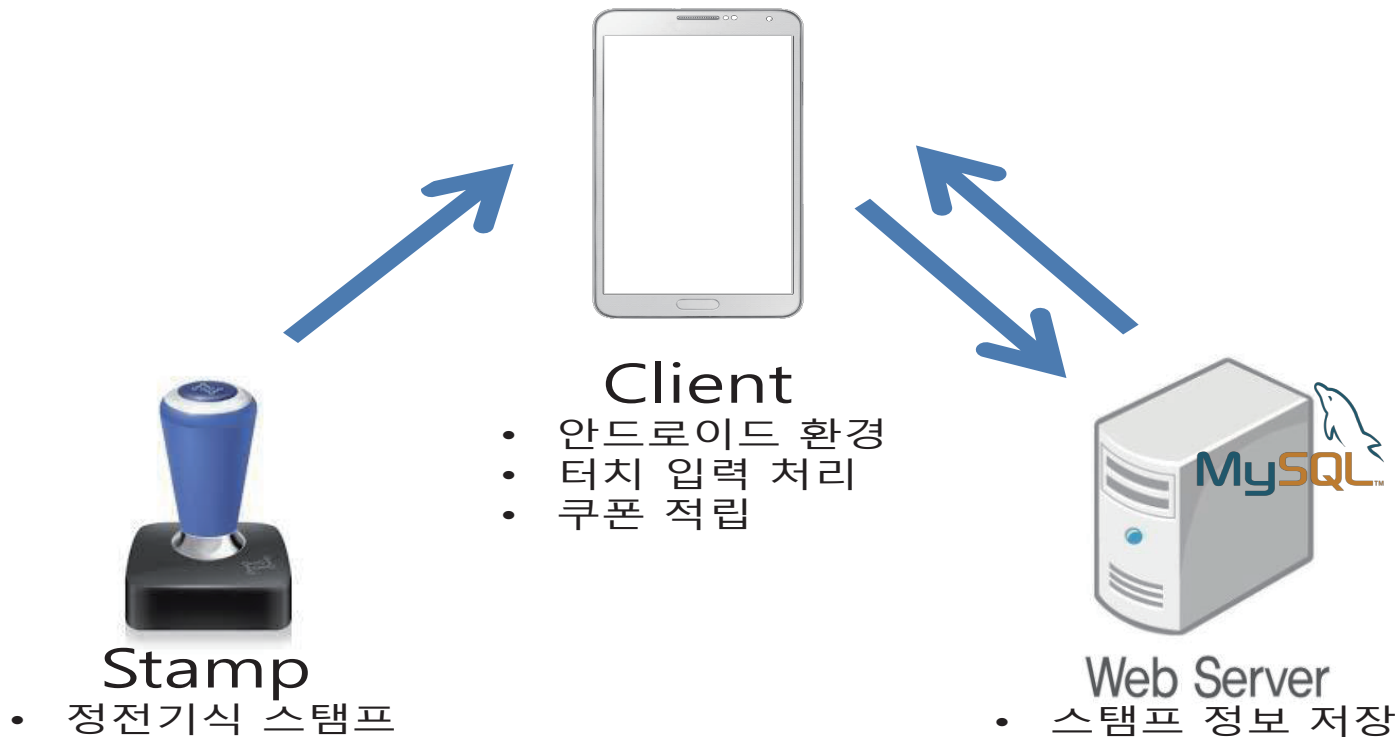 Client
• 안드로이드 환경
• 터치 입력 처리
• 쿠폰 적립
MySQL™
Stamp
• 정전기식 스탬프
Web Server
• 스탬프 정보 저장